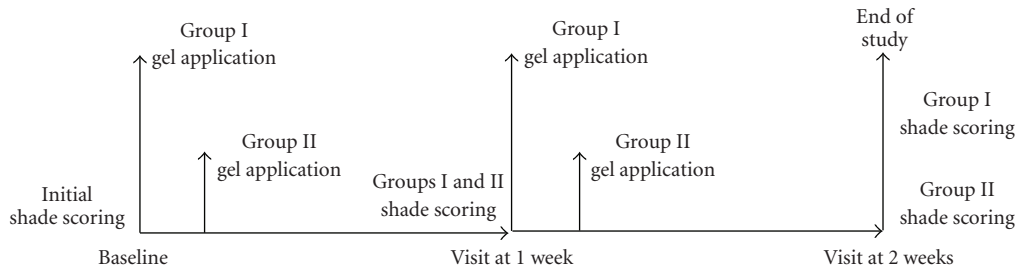 Group I
gel application
Group II
gel application
Initial
shade scoring
Baseline
Groups I and II
shade scoring
Group I
gel application
Group II
gel application
Visit at 1 week
End of
study
Group I
shade scoring
Group II
shade scoring
Visit at 2 weeks